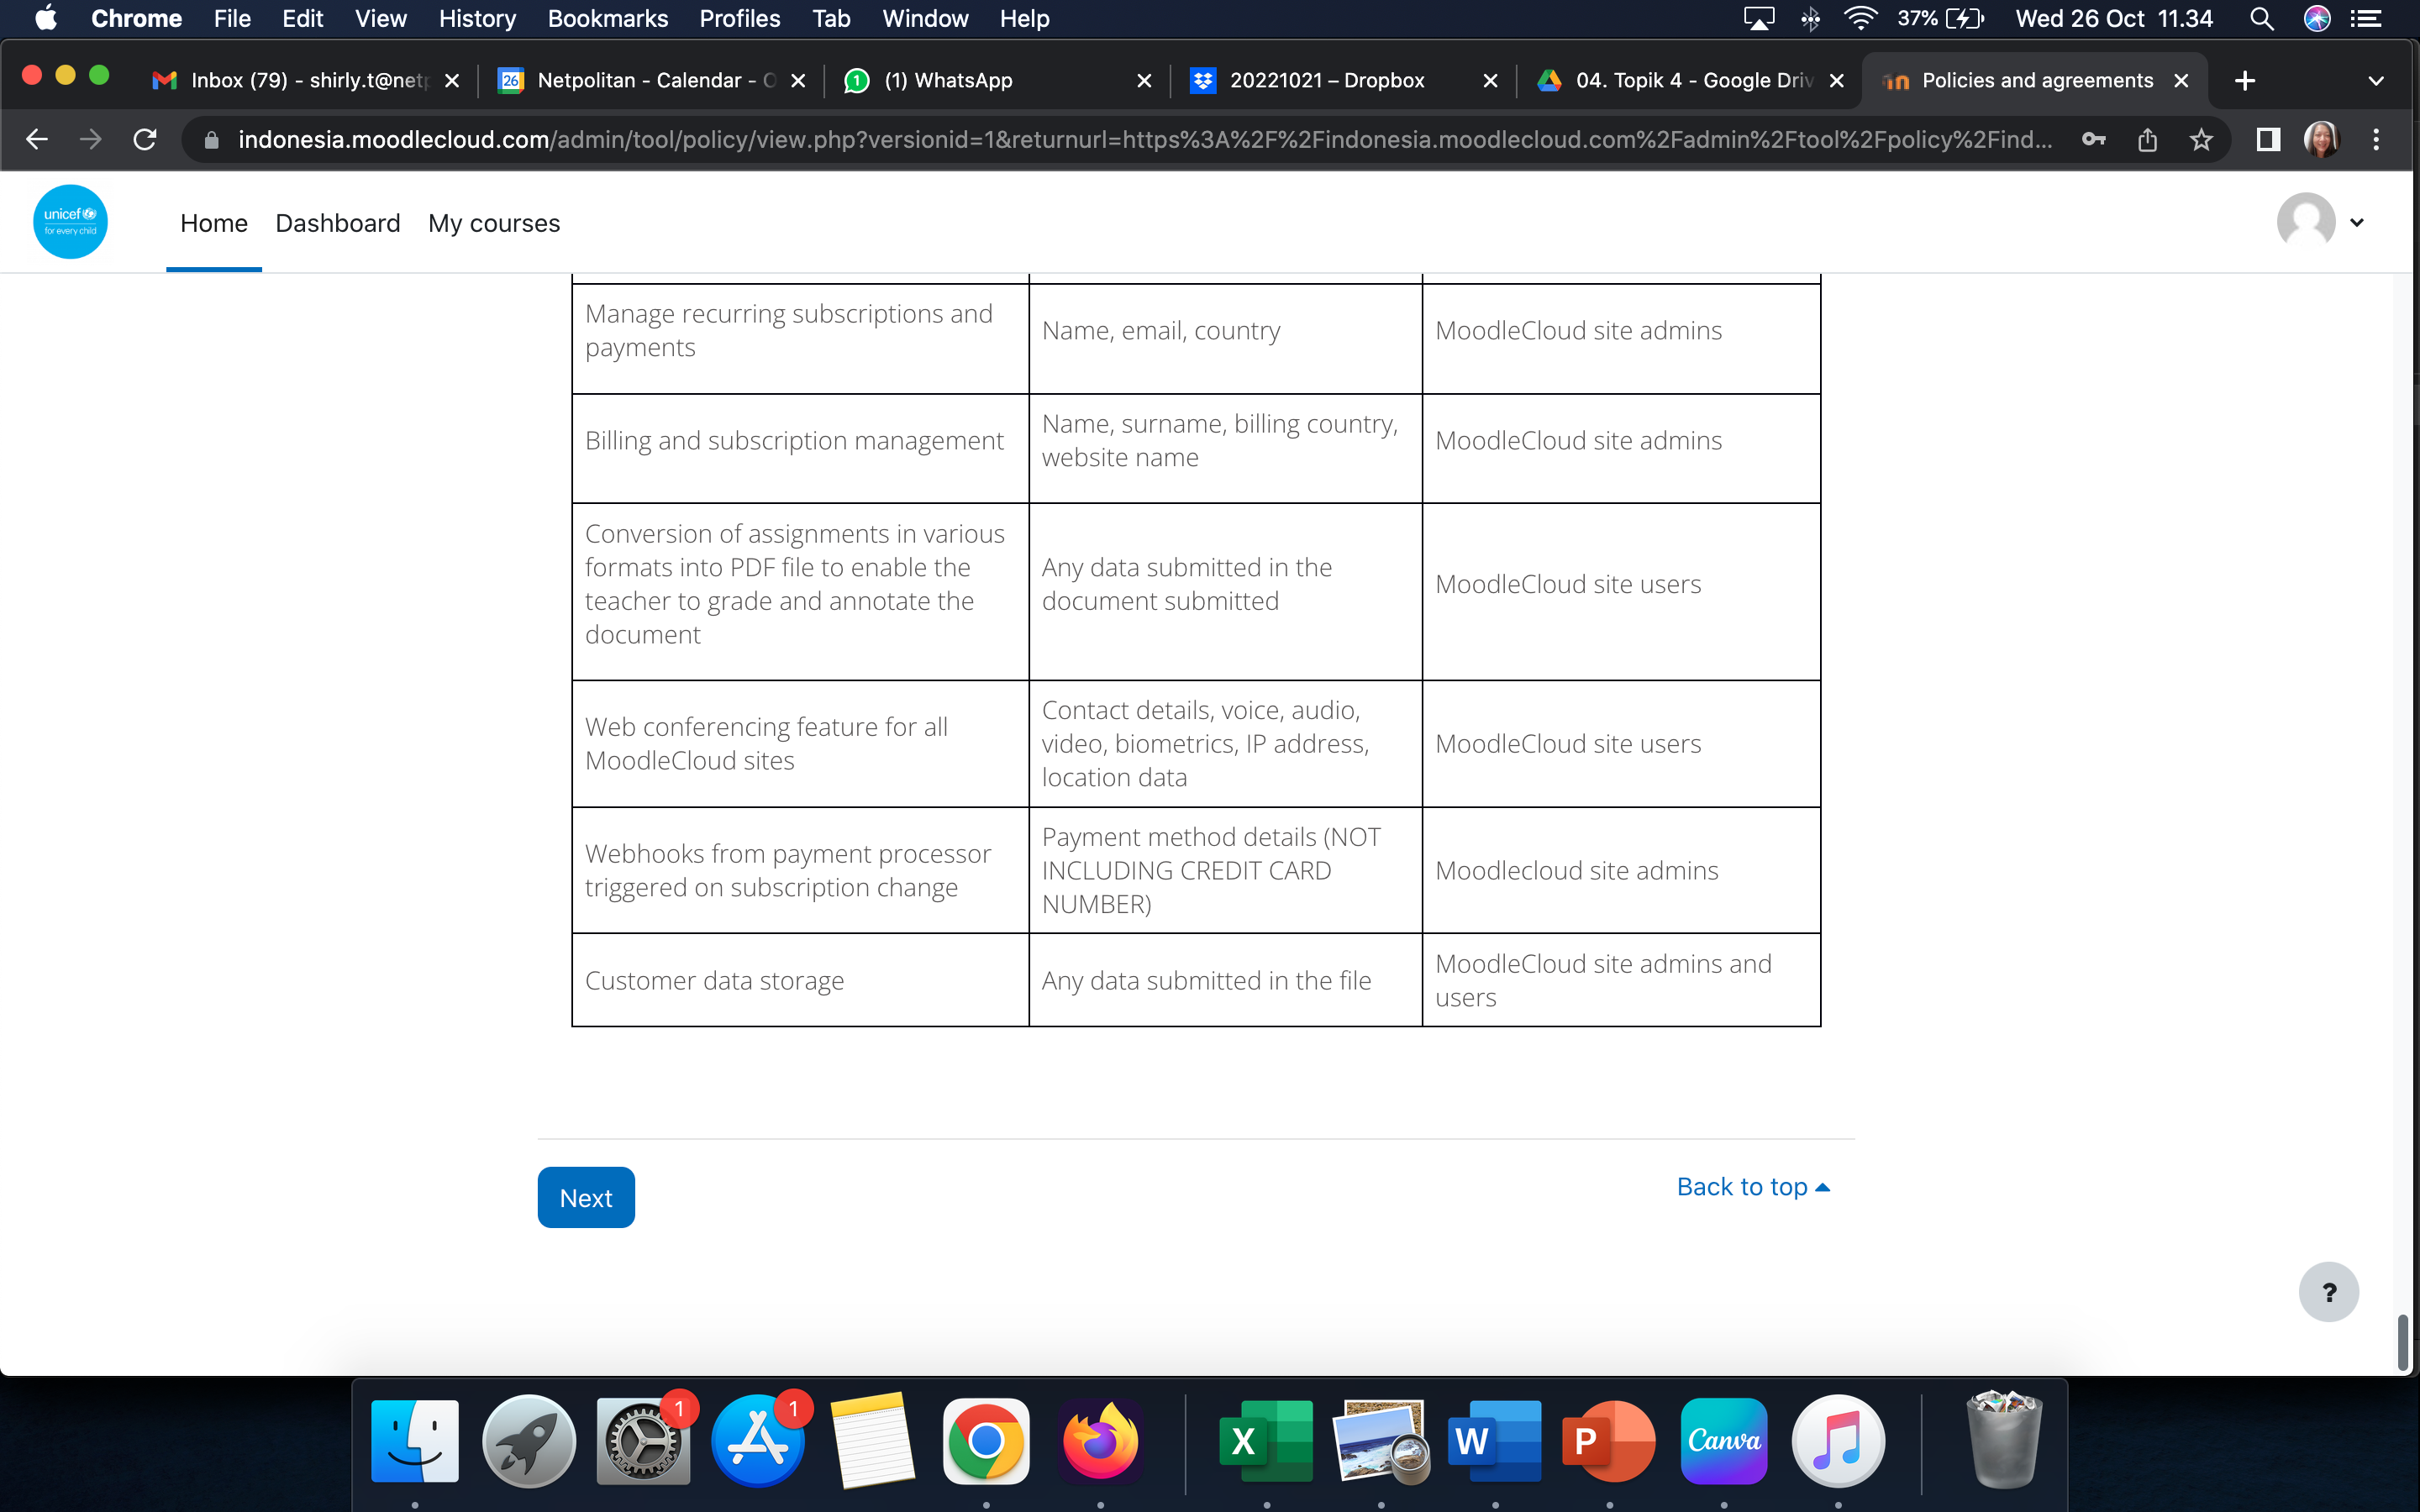 Chrome File Edit View History Bookmarks Profiles Tab Window Help 37% Wed 26 Oct 11.34
Inbox (79) - shirly.t@netp 26 Netpolitan - Calendar - O 1 (1) WhatsApp 20221021 – Dropbox 04. Topik 4 - Google Driv Policies and agreements
indonesia.moodlecloud.com/admin/tool/policy/view.php?versionid=1&returnurl=https%3A%2F%2Findonesia.moodlecloud.com%2Fadmin%2Ftool%2Fpolicy%2Find...
unicef
for every child
Home Dashboard My courses
Manage recurring subscriptions and
payments
Name, email, country
MoodleCloud site admins
Billing and subscription management
Name, surname, billing country,
website name
MoodleCloud site admins
Conversion of assignments in various
formats into PDF file to enable the
teacher to grade and annotate the
document
Any data submitted in the
document submitted
MoodleCloud site users
Web conferencing feature for all
MoodleCloud sites
Contact details, voice, audio,
video, biometrics, IP address,
location data
MoodleCloud site users
Webhooks from payment processor
triggered on subscription change
Payment method details (NOT
INCLUDING CREDIT CARD
NUMBER)
Moodlecloud site admins
Customer data storage
Any data submitted in the file
MoodleCloud site admins and
users
Next
Back to top
?
1 1
X W P Canva